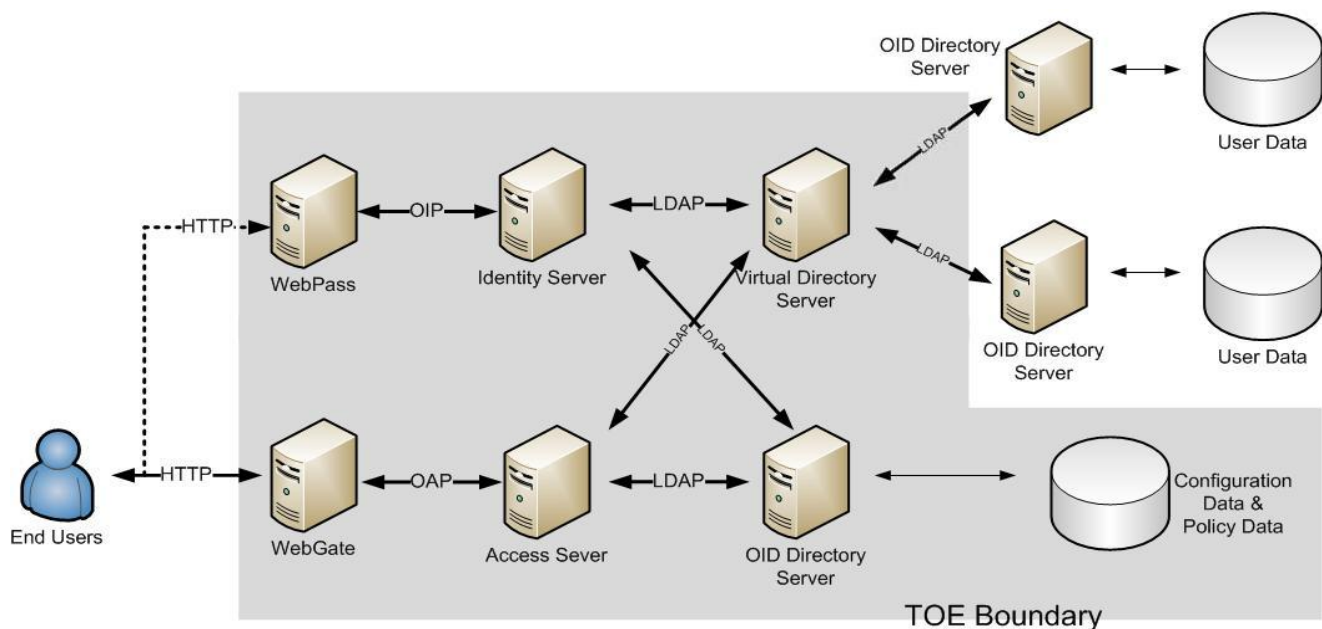 OID Directory
Server
User Data
LDAP
HTTP
OIP
LDAP
LDAP
WebPass
Identity Server
Virtual Directory
Server
OID Directory
Server
User Data
LDAP
LDAP
HTTP
OAP
LDAP
Configuration
Data &
Policy Data
End Users
WebGate
Access Sever
OID Directory
Server
TOE Boundary